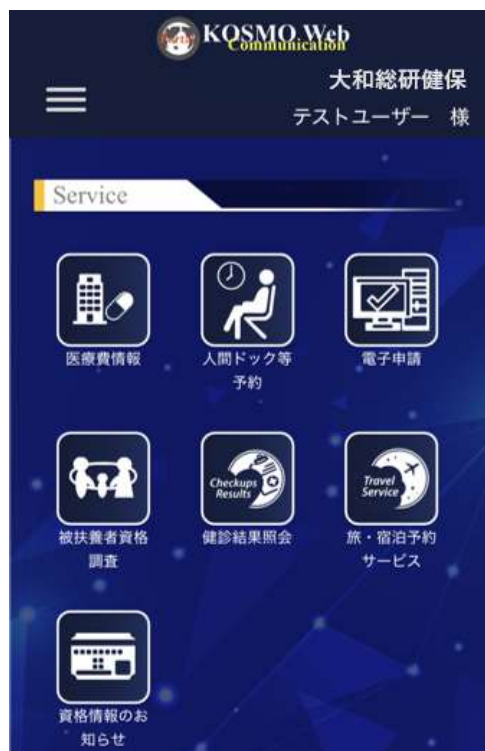 Portal
KOSMO Web
Communication
大和総研健保
テストユーザー 様
Service
医療費情報
人間ドック等
予約
電子申請
Checkups
Results
Travel
Service
被扶養者資格
調査
健診結果照会
旅・宿泊予約
サービス
資格情報のお
知らせ